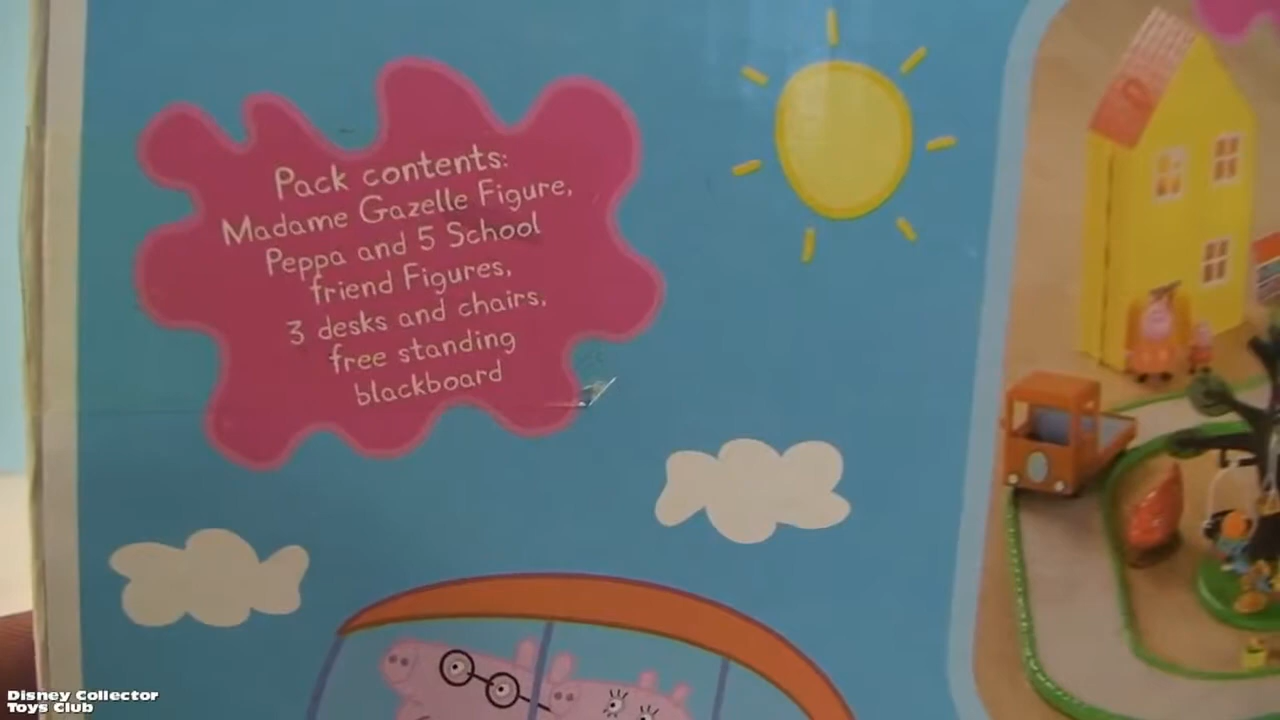 Pack contents:
Madame Gazelle Figure,
Peppa and 5 School
friend Figures,
3 desks and chairs,
free standing
blackboard
Disney Collector
Toys Club